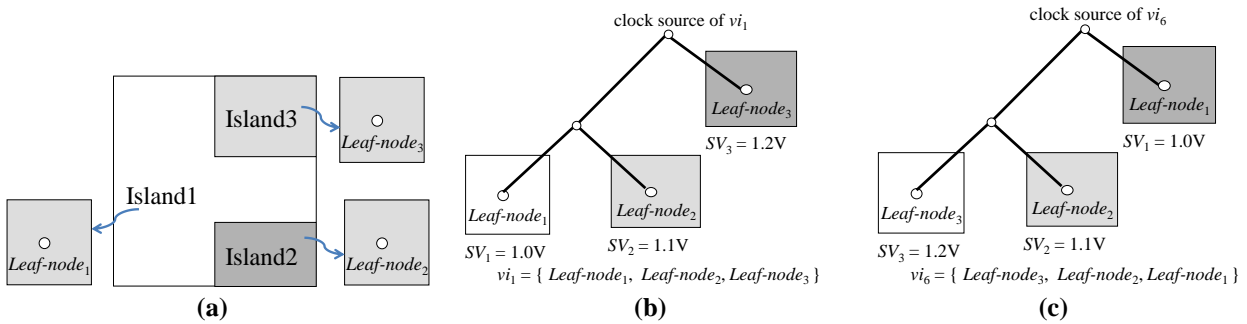 Island3
Leaf-node3
Island1
Leaf-node1
Island2
Leaf-node2
(a)
clock source of vi1
Leaf-node3
SV3 = 1.2V
Leaf-node1
Leaf-node2
SV1 = 1.0V
SV2 = 1.1V
vi1 = { Leaf-node1, Leaf-node2, Leaf-node3 }
(b)
clock source of vi6
Leaf-node1
SV1 = 1.0V
Leaf-node3
Leaf-node2
SV3 = 1.2V
SV2 = 1.1V
vi6 = { Leaf-node3, Leaf-node2, Leaf-node1 }
(c)